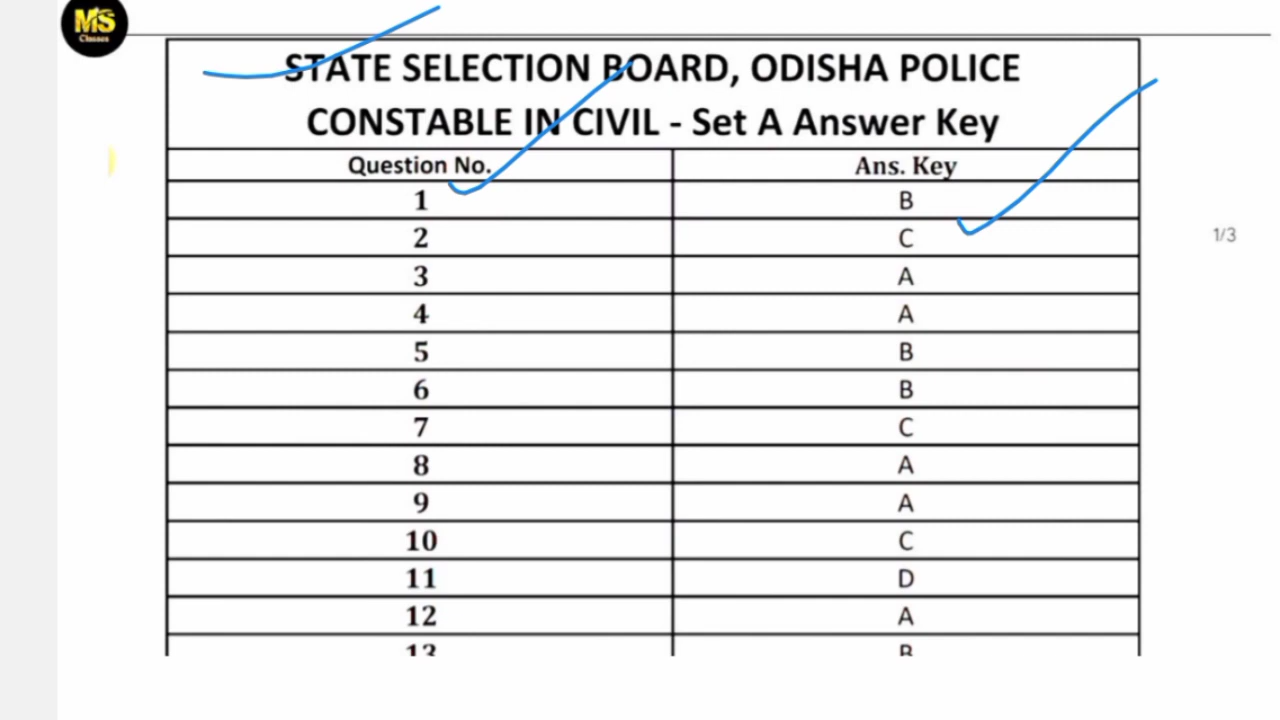 MS
Classes
STATE SELECTION BOARD, ODISHA POLICE
CONSTABLE IN CIVIL - Set A Answer Key
Question No. Ans. Key
1 B
2 C
1/3
3 A
4 A
5 B
6 B
7 C
8 A
9 A
10 C
11 D
12 A
13 B